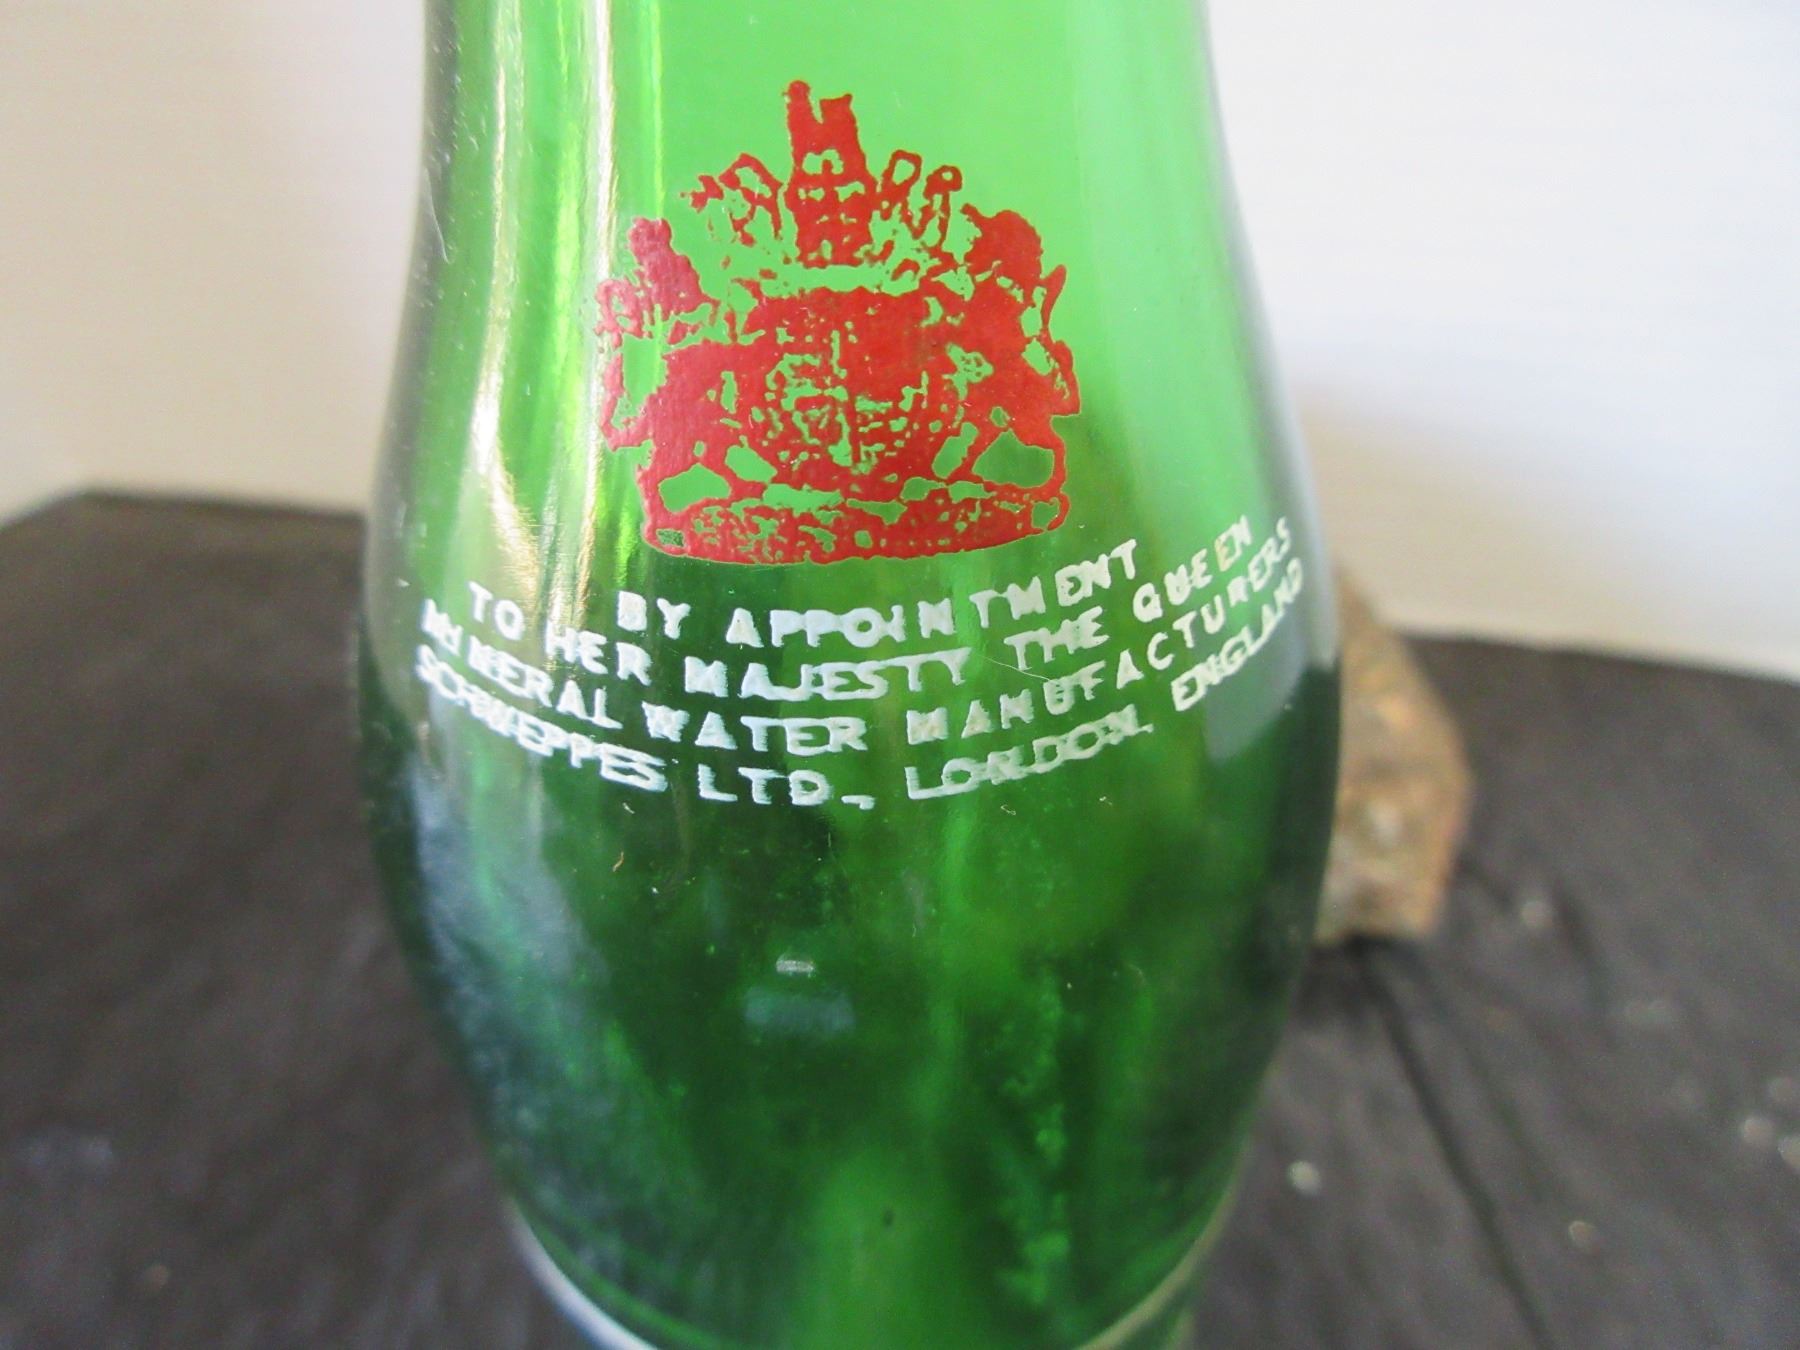 BY APPOINTMENT
TO HER MAJESTY THE QUEEN
MINERAL WATER MANUFACTURERS
SCHWEPPES LTD., LONDON, ENGLAND